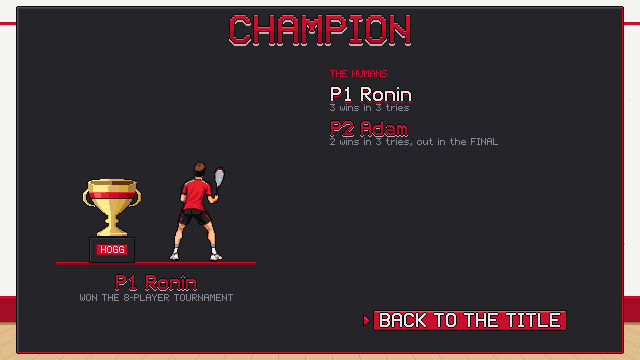 CHAMPION
THE HUMANS
P1 Ronin
3 wins in 3 tries
P2 Adam
2 wins in 3 tries, out in the FINAL
HOGG
P1 Ronin
WON THE 8-PLAYER TOURNAMENT
BACK TO THE TITLE